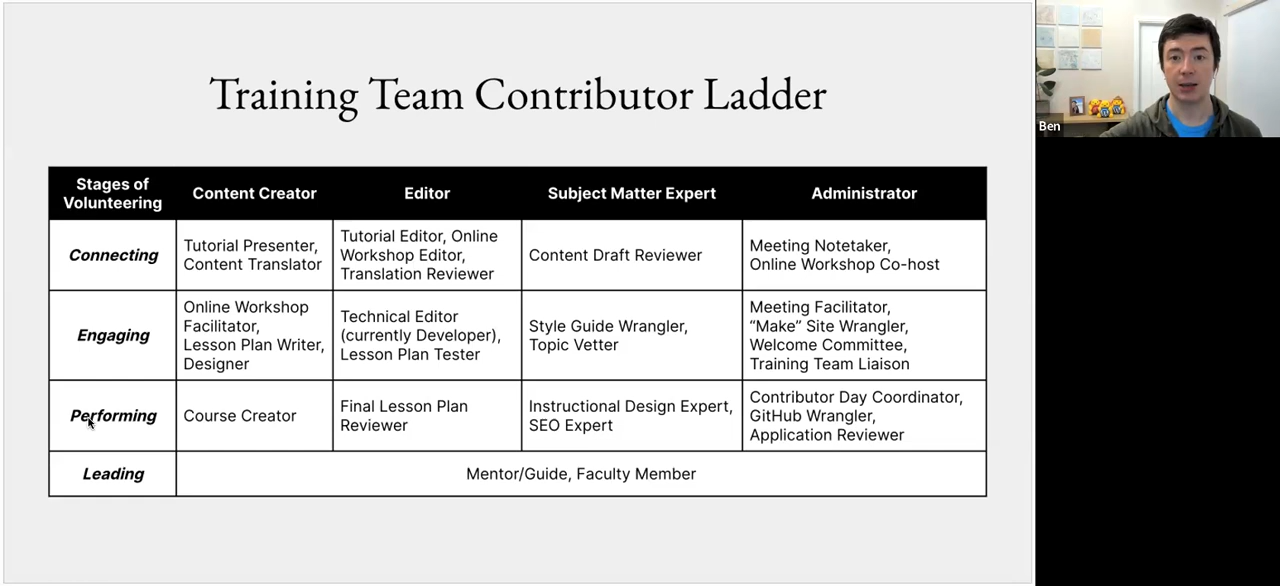 Training Team Contributor Ladder
Ben
Stages of
Volunteering
Content Creator
Editor
Subject Matter Expert
Administrator
Connecting
Tutorial Presenter,
Content Translator
Tutorial Editor, Online
Workshop Editor,
Translation Reviewer
Content Draft Reviewer
Meeting Notetaker,
Online Workshop Co-host
Engaging
Online Workshop
Facilitator,
Lesson Plan Writer,
Designer
Technical Editor
(currently Developer),
Lesson Plan Tester
Style Guide Wrangler,
Topic Vetter
Meeting Facilitator,
“Make” Site Wrangler,
Welcome Committee,
Training Team Liaison
Performing
Course Creator
Final Lesson Plan
Reviewer
Instructional Design Expert,
SEO Expert
Contributor Day Coordinator,
GitHub Wrangler,
Application Reviewer
Leading
Mentor/Guide, Faculty Member